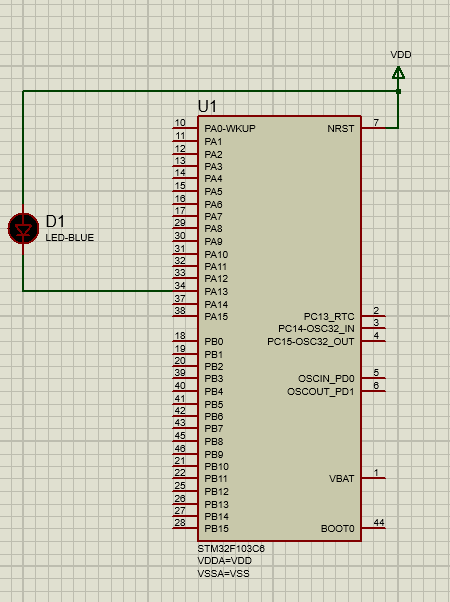 VDD
U1
10 PA0-WKUP NRST 7
11 PA1
12 PA2
13 PA3
14 PA4
15 PA5
16 PA6
17 PA7
29 PA8
30 PA9
31 PA10
32 PA11
33 PA12
34 PA13
37 PA14
38 PA15
D1
LED-BLUE
PC13_RTC 2
PC14-OSC32_IN 3
PC15-OSC32_OUT 4
18 PB0
19 PB1
20 PB2
39 PB3
40 PB4
41 PB5
42 PB6
43 PB7
45 PB8
46 PB9
21 PB10
22 PB11
25 PB12
26 PB13
27 PB14
28 PB15
OSCIN_PD0 5
OSCOUT_PD1 6
VBAT 1
BOOT0 44
STM32F103C6
VDDA=VDD
VSSA=VSS